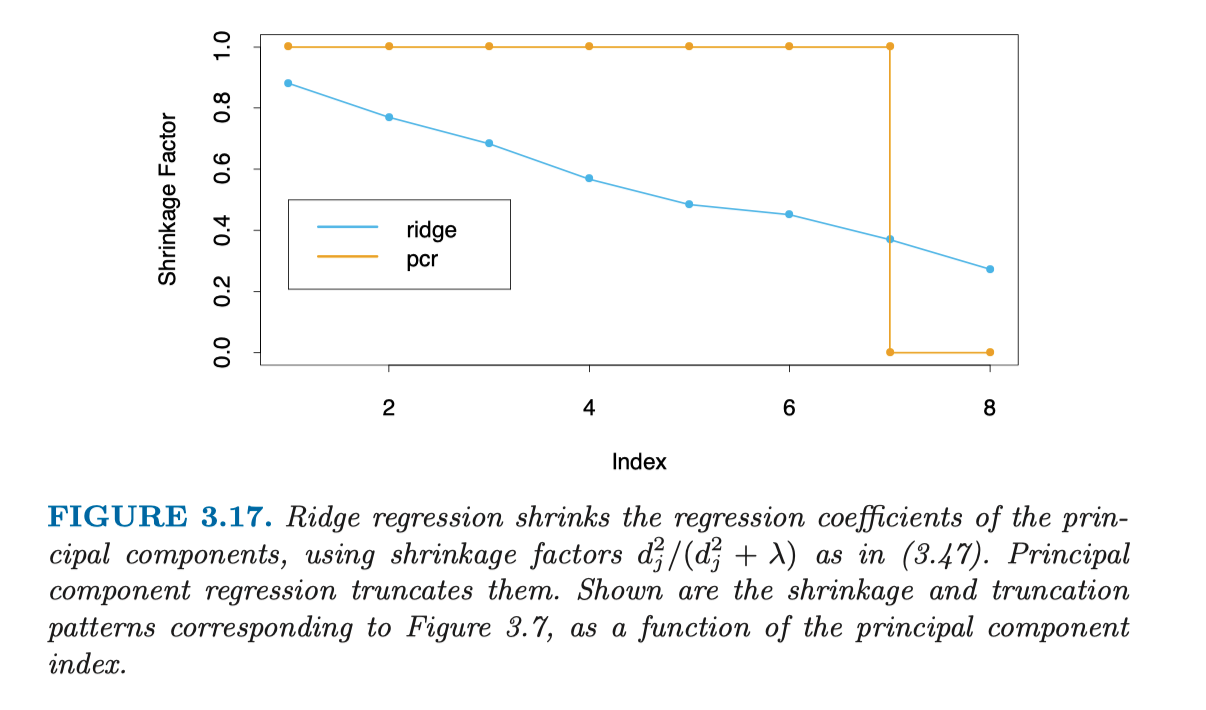 1.0
0.8
0.6
0.4
0.2
0.0
Shrinkage Factor
ridge
pcr
2 4 6 8
Index
FIGURE 3.17. Ridge regression shrinks the regression coefficients of the prin-
cipal components, using shrinkage factors d_j^2/(d_j^2 + λ) as in (3.47). Principal
component regression truncates them. Shown are the shrinkage and truncation
patterns corresponding to Figure 3.7, as a function of the principal component
index.